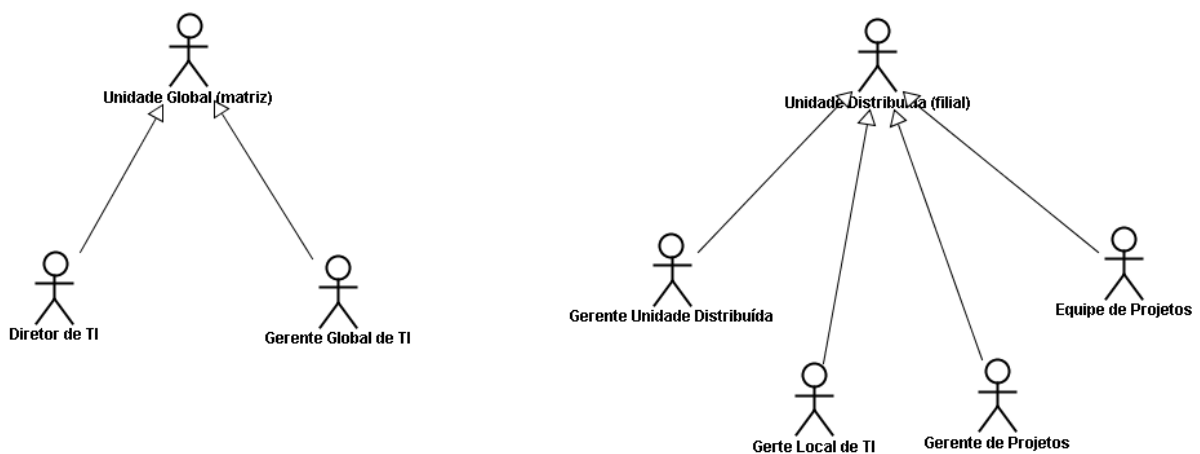 Unidade Global (matriz)
Unidade Distribuída (filial)
Diretor de TI
Gerente Global de TI
Gerente Unidade Distribuída
Equipe de Projetos
Gerte Local de TI
Gerente de Projetos